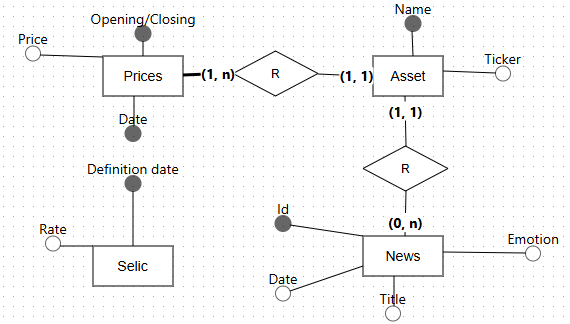 Name
Opening/Closing
Price
Ticker
Prices
(1, n)
R
(1, 1)
Asset
(1, 1)
Date
Definition date
R
Id
(0, n)
Rate
Emotion
Selic
News
Date
Title